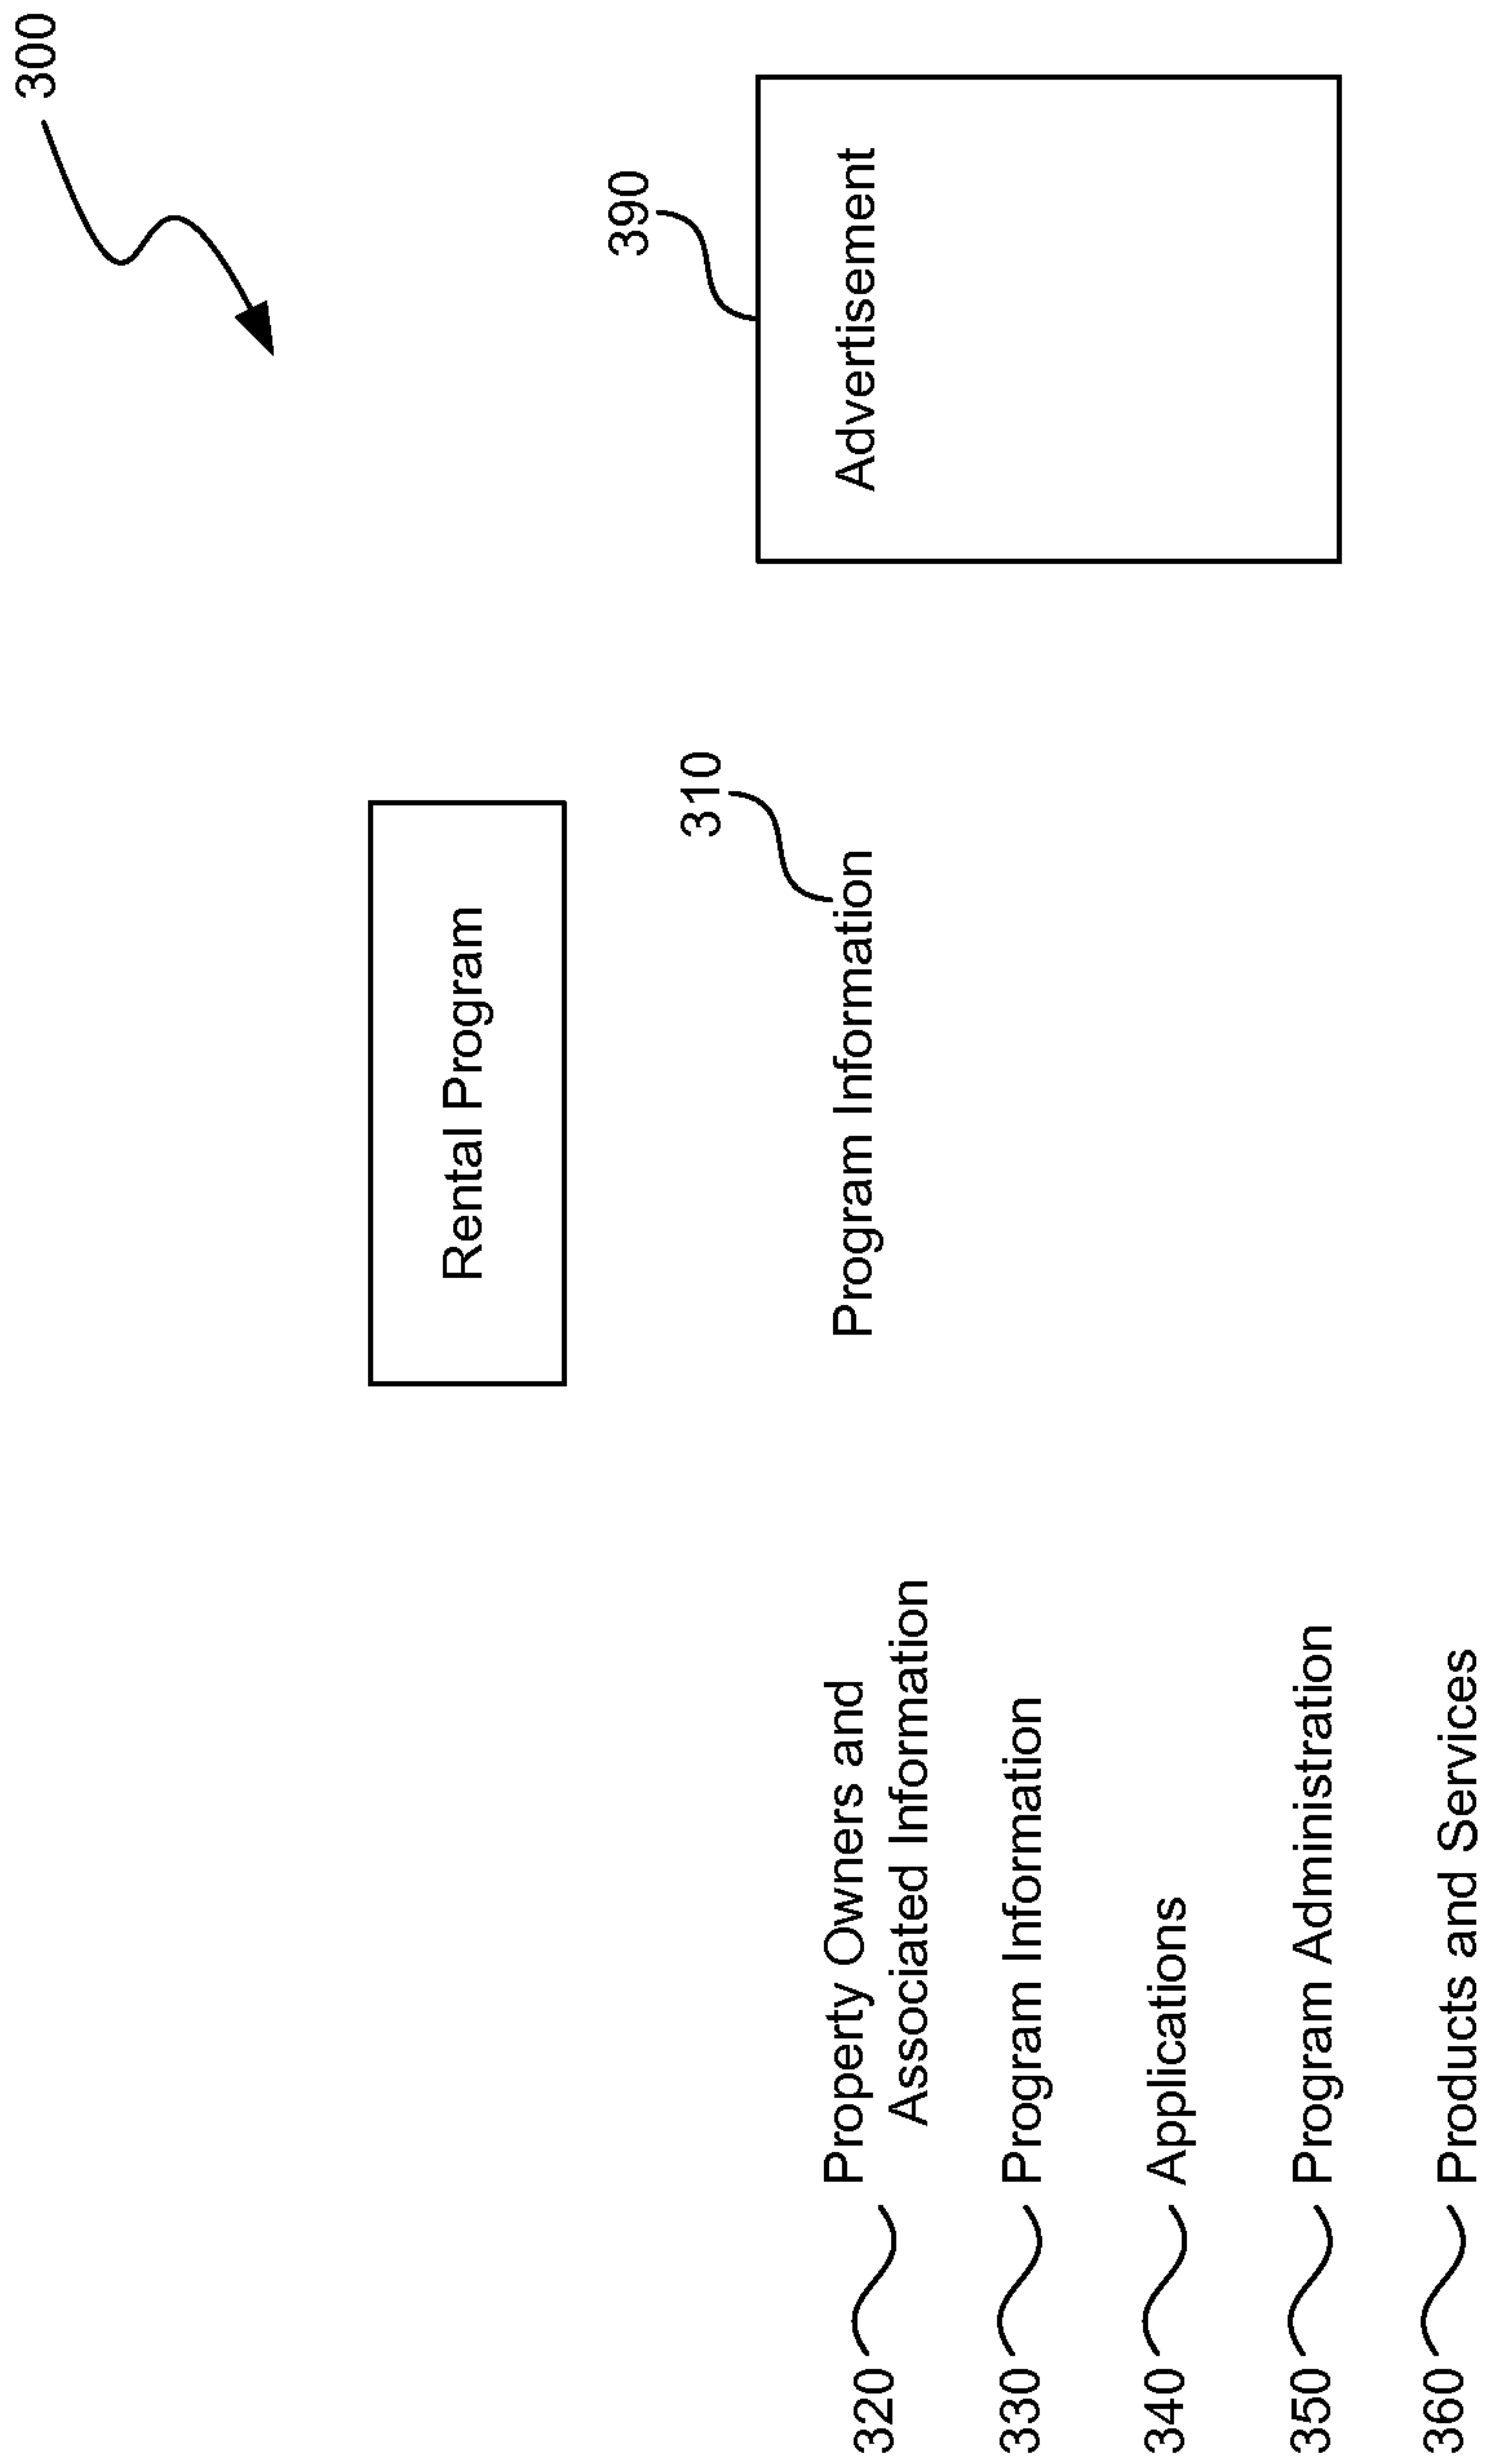 300
Rental Program
390
310
320
Property Owners and
Associated Information
Program Information
Advertisement
330
Program Information
340
Applications
350
Program Administration
360
Products and Services